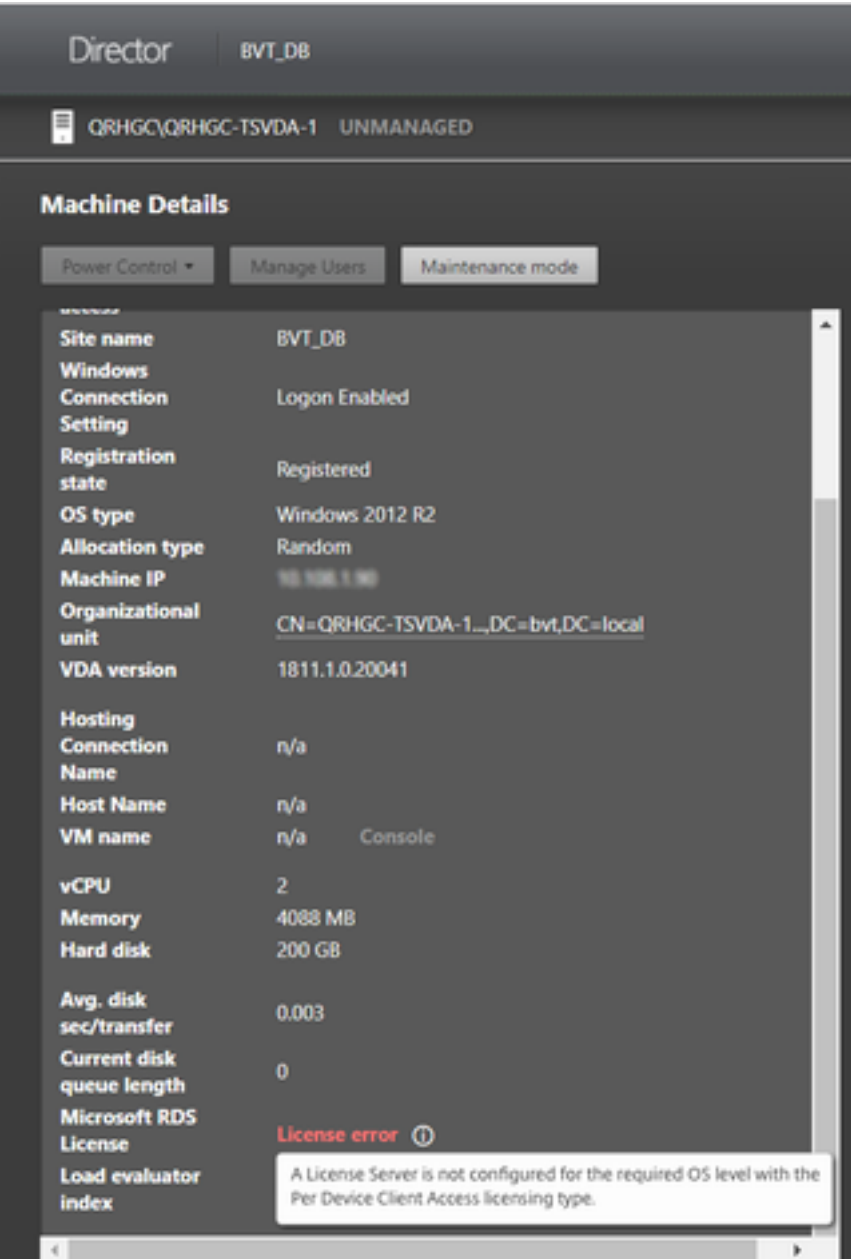 Director BVT_DB
QRHGC\QRHGC-TSVDA-1 UNMANAGED
Machine Details
Power Control Manage Users Maintenance mode
access
Site name BVT_DB
Windows
Connection Logon Enabled
Setting
Registration
state Registered
OS type Windows 2012 R2
Allocation type Random
Machine IP
Organizational
unit CN=QRHGC-TSVDA-1...,DC=bvt,DC=local
VDA version 1811.1.0.20041
Hosting
Connection n/a
Name
Host Name n/a
VM name n/a Console
vCPU 2
Memory 4088 MB
Hard disk 200 GB
Avg. disk
sec/transfer 0.003
Current disk
queue length 0
Microsoft RDS
License License error
Load evaluator
index
A License Server is not configured for the required OS level with the
Per Device Client Access licensing type.